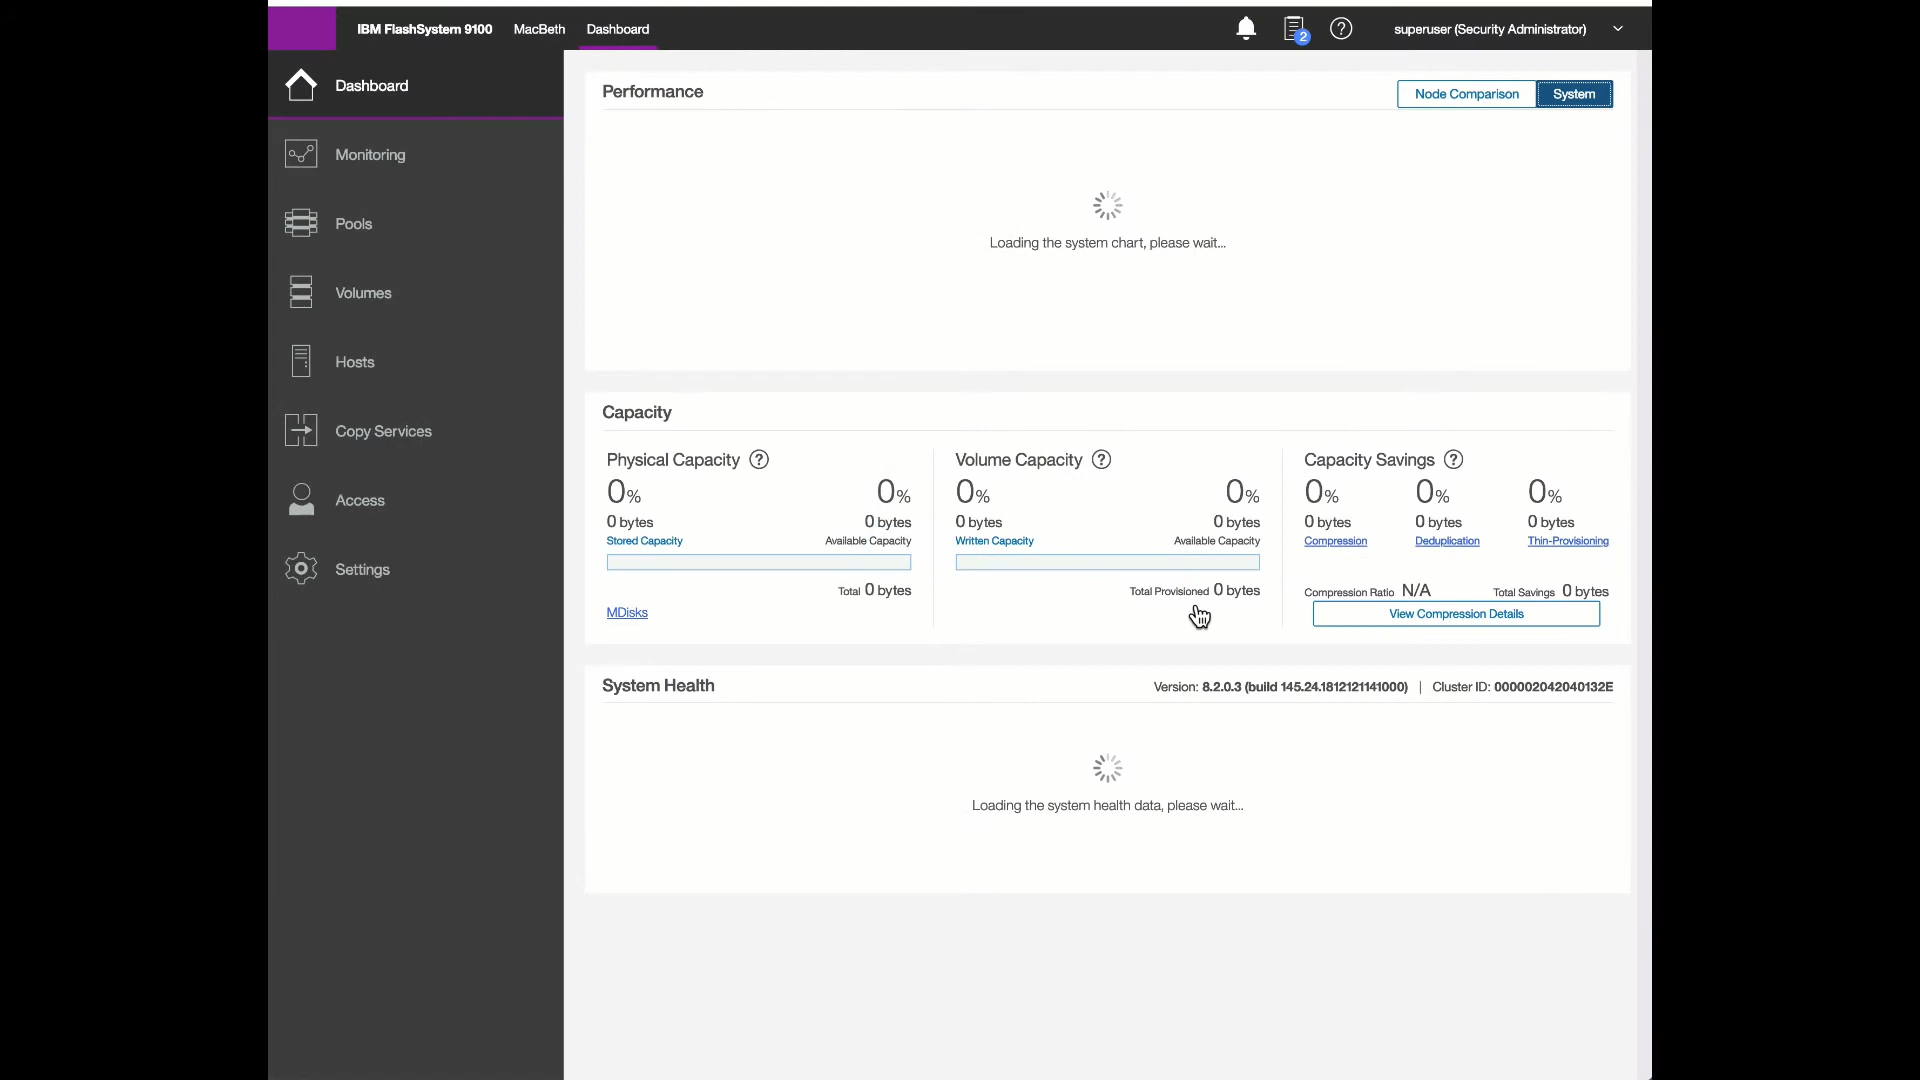 IBM FlashSystem 9100 MacBeth Dashboard 2 ? superuser (Security Administrator)
Dashboard
Monitoring
Pools
Volumes
Hosts
Copy Services
Access
Settings
Performance
Node Comparison System
Loading the system chart, please wait...
Capacity
Physical Capacity ?
0% 0%
0 bytes 0 bytes
Stored Capacity Available Capacity
Total 0 bytes
MDisks
Volume Capacity ?
0% 0%
0 bytes 0 bytes
Written Capacity Available Capacity
Total Provisioned 0 bytes
Capacity Savings ?
0% 0% 0%
0 bytes 0 bytes 0 bytes
Compression Deduplication Thin-Provisioning
Compression Ratio N/A Total Savings 0 bytes
View Compression Details
System Health Version: 8.2.0.3 (build 145.24.1812121141000) | Cluster ID: 000002042040132E
Loading the system health data, please wait...